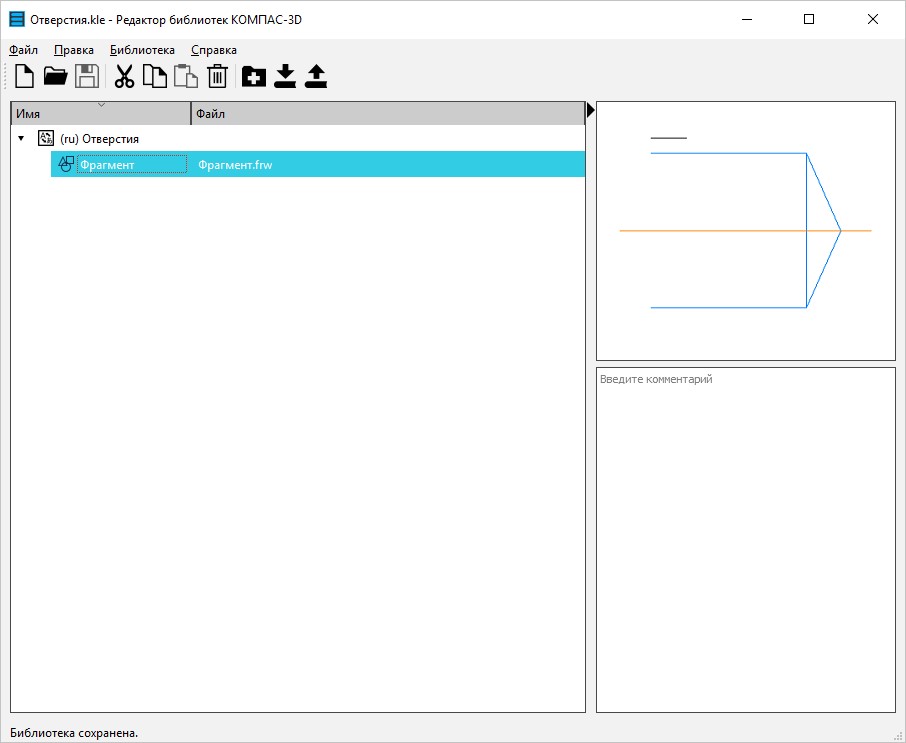 Отверстия.kle - Редактор библиотек КОМПАС-3D
Файл Правка Библиотека Справка
Имя Файл
(ru) Отверстия
Фрагмент Фрагмент.frw
Введите комментарий
Библиотека сохранена.